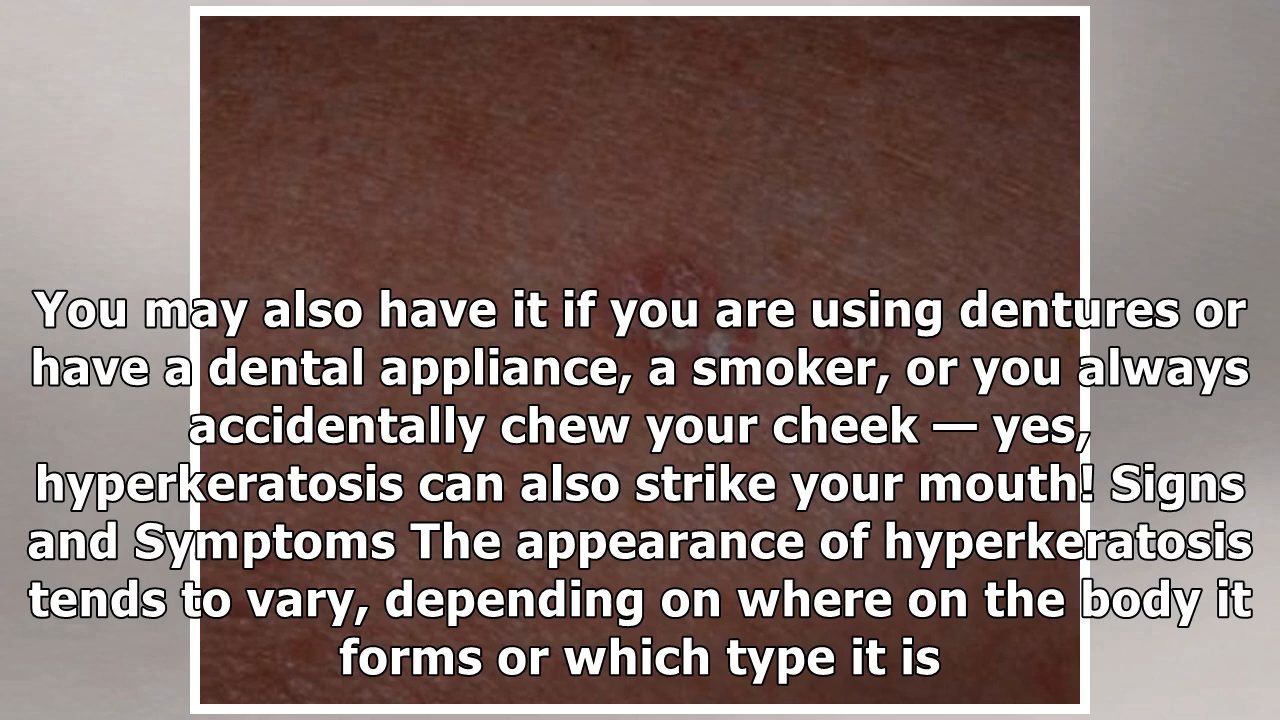 You may also have it if you are using dentures or
have a dental appliance, a smoker, or you always
accidentally chew your cheek — yes,
hyperkeratosis can also strike your mouth! Signs
and Symptoms The appearance of hyperkeratosis
tends to vary, depending on where on the body it
forms or which type it is